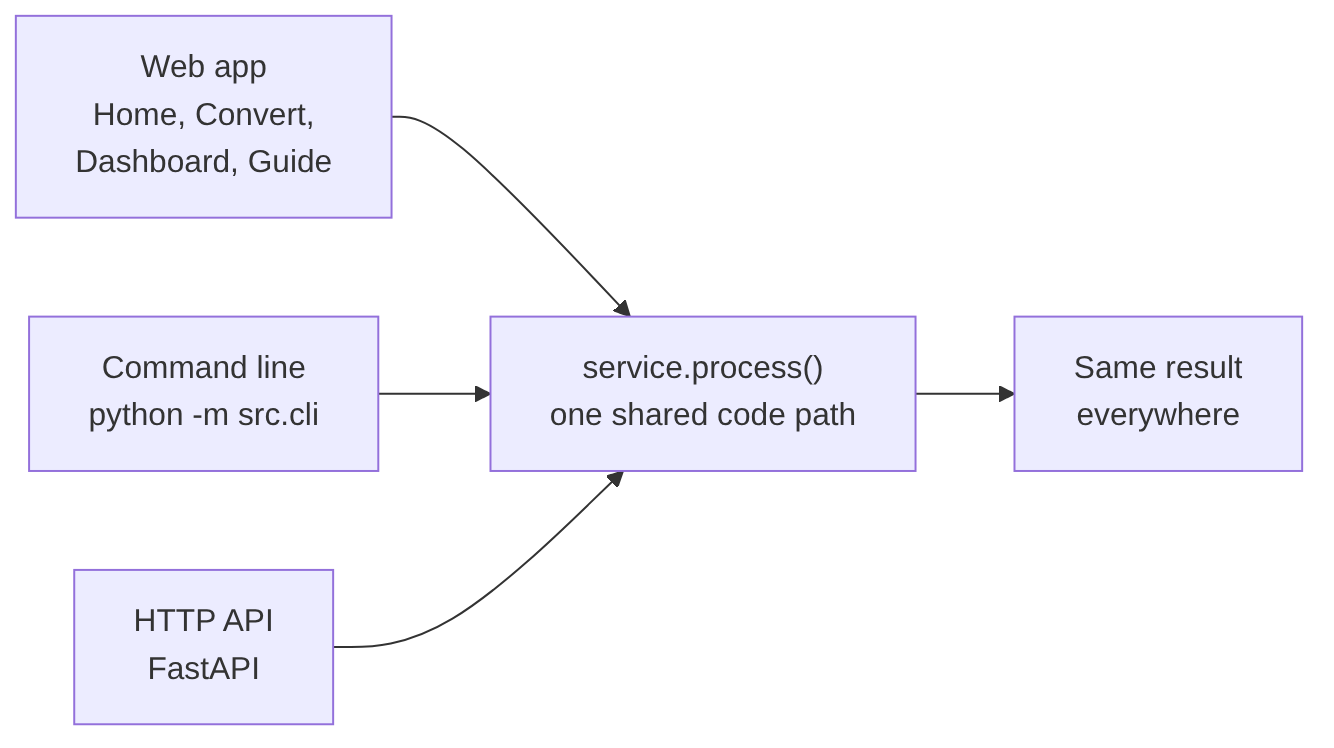 Web app
Home, Convert,
Dashboard, Guide
Command line
python -m src.cli
service.process()
one shared code path
Same result
everywhere
HTTP API
FastAPI